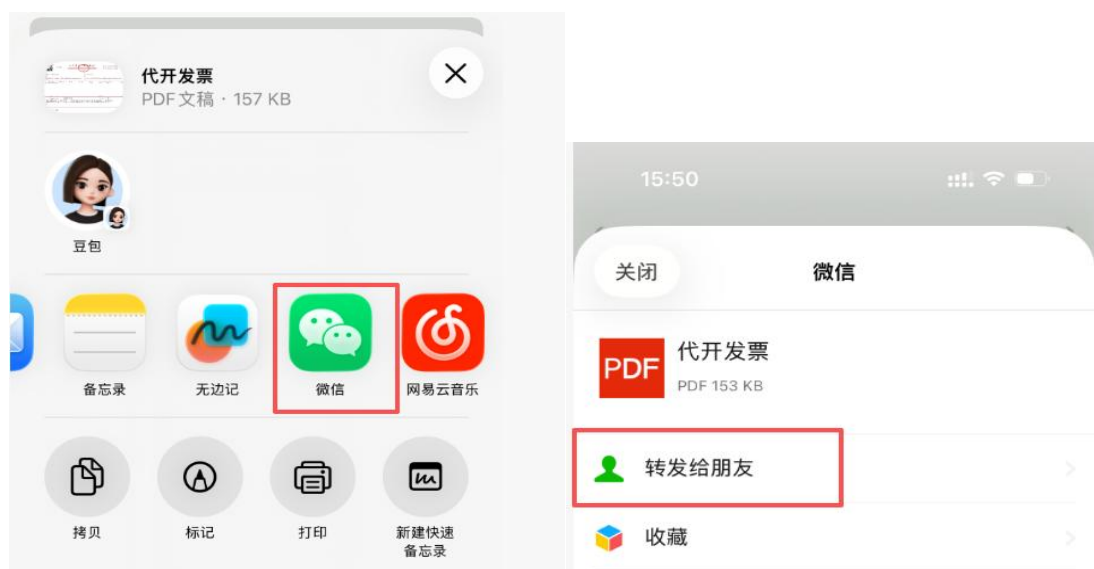 代开发票
PDF文稿 · 157 KB
豆包
备忘录
无边记
微信
网易云音乐
拷贝
标记
打印
新建快速
备忘录
15:50
关闭
微信
PDF
代开发票
PDF 153 KB
转发给朋友
收藏